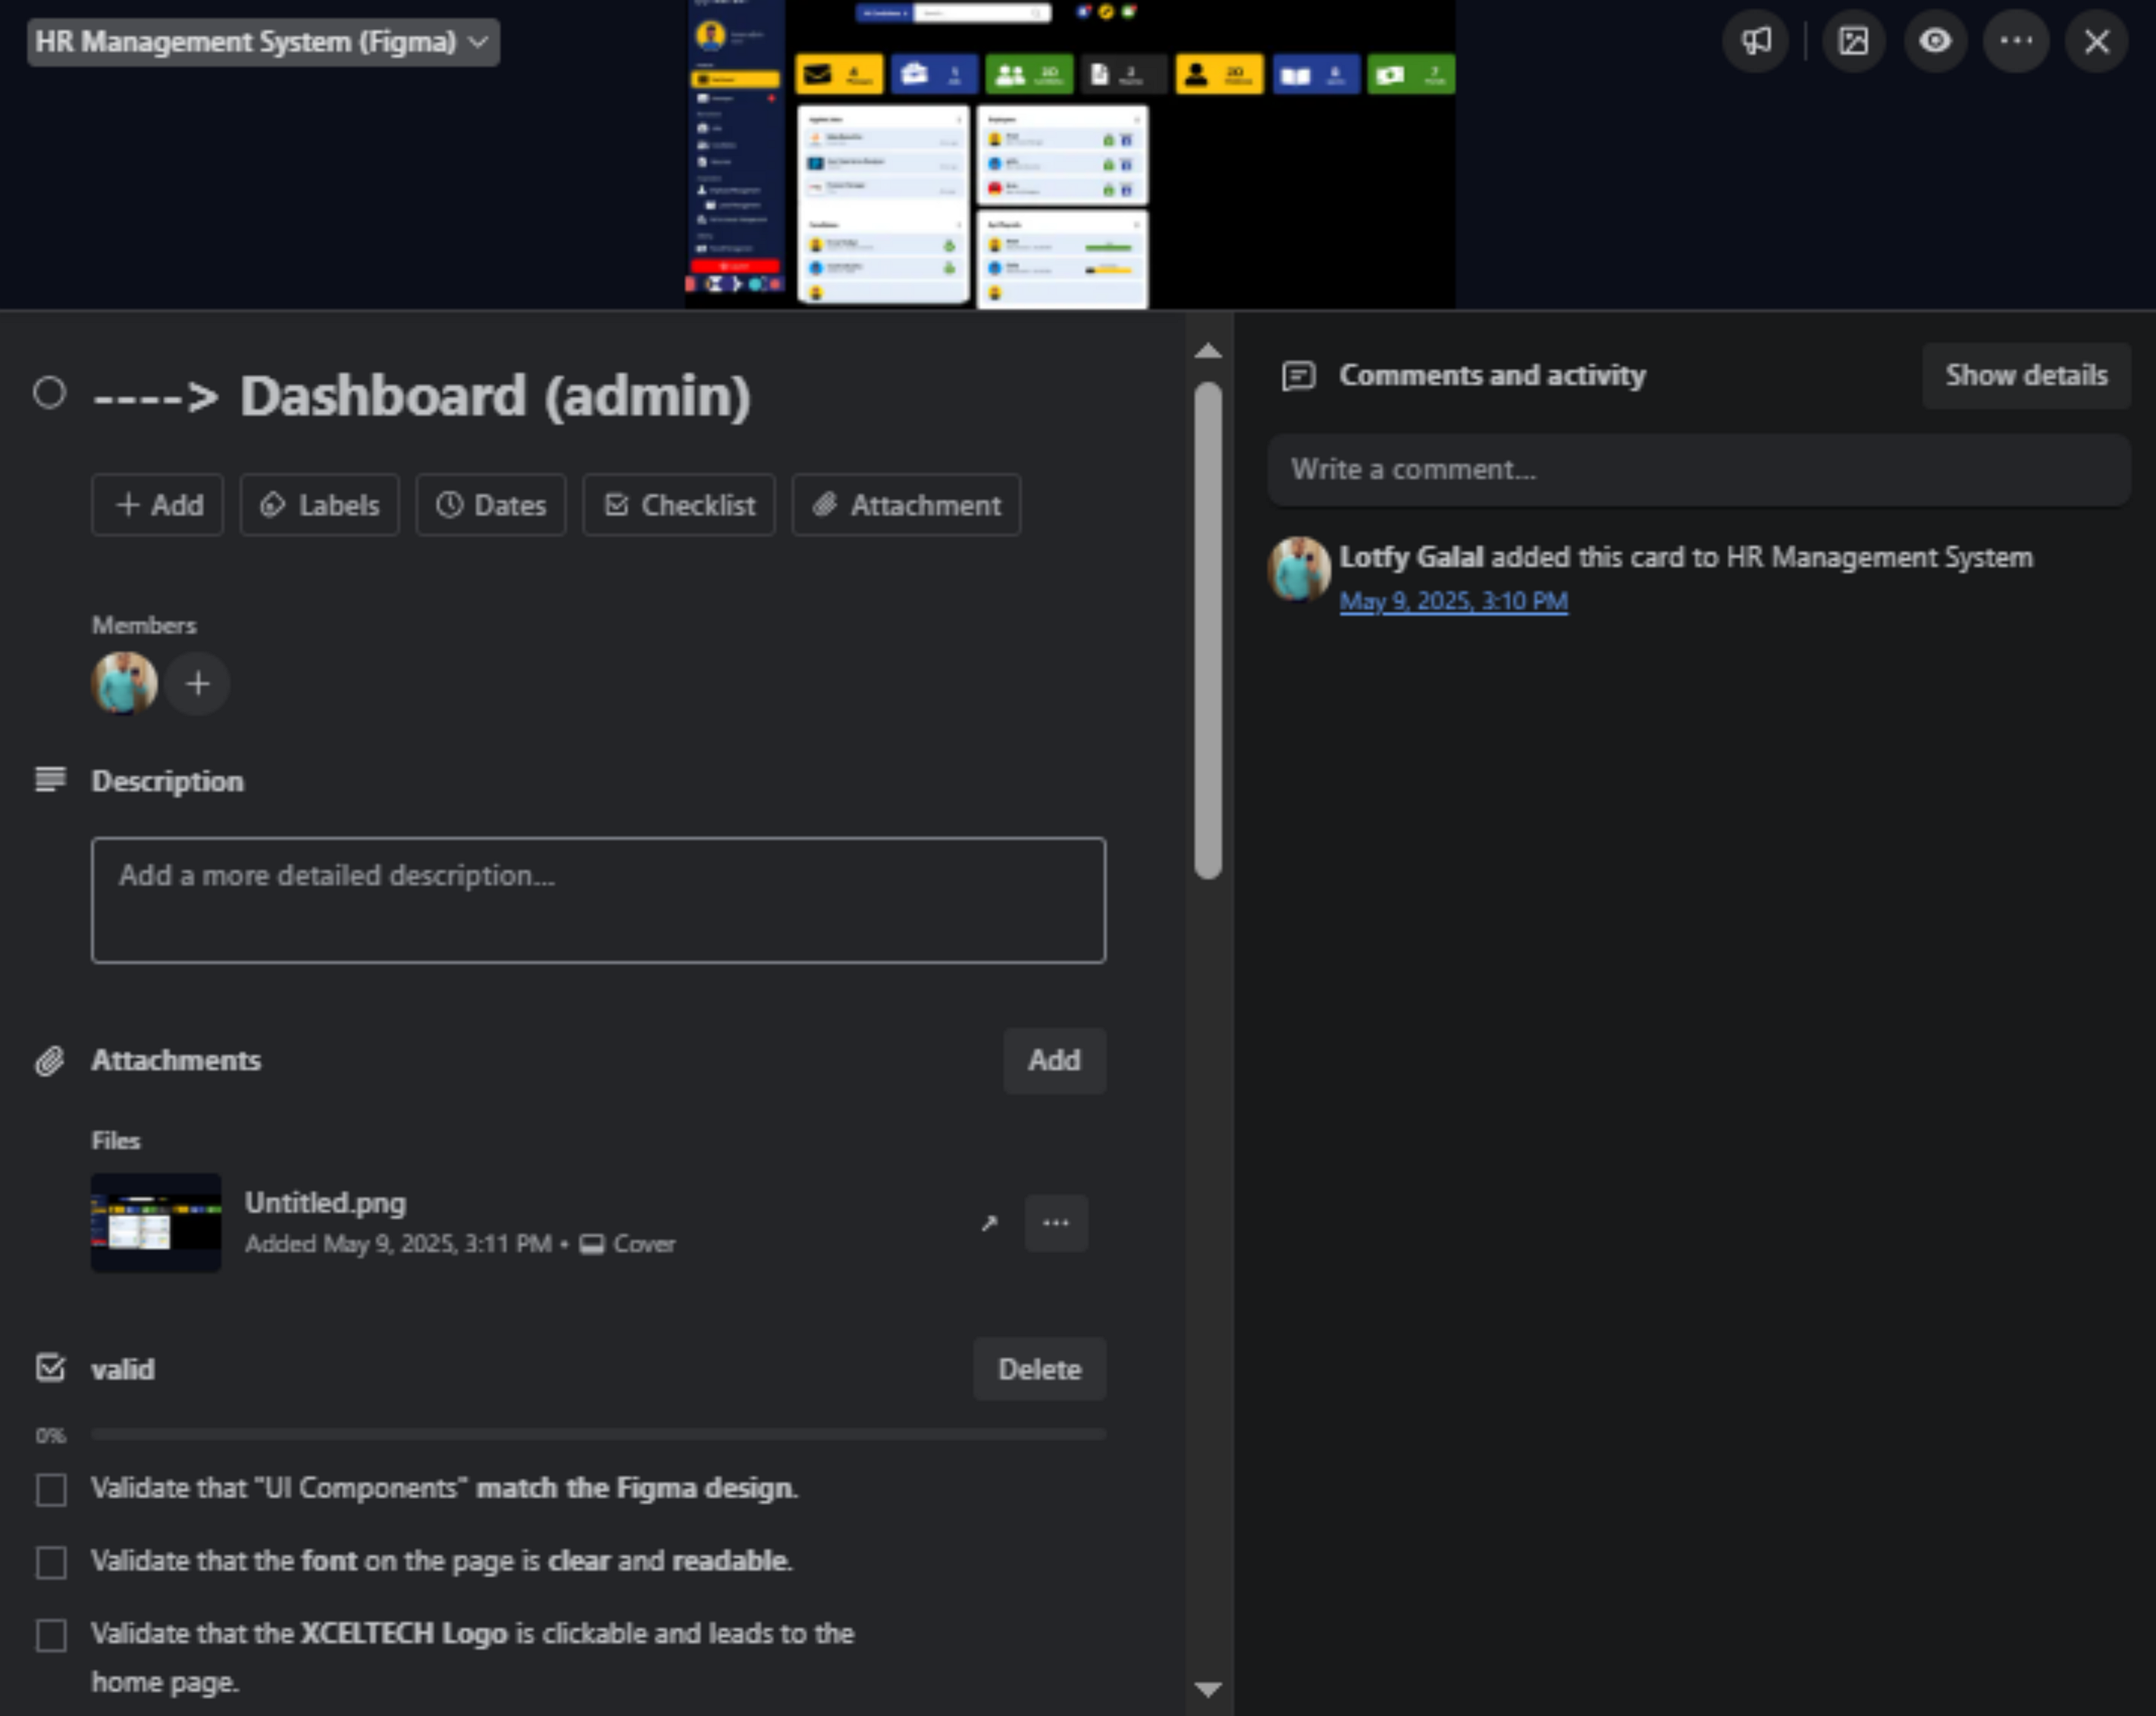 HR Management System (Figma)
----> Dashboard (admin)
Add
Labels
Dates
Checklist
Attachment
Members
Description
Add a more detailed description...
Attachments
Add
Files
Untitled.png
Added May 9, 2025, 3:11 PM • Cover
valid
Delete
0%
Validate that "UI Components" match the Figma design.
Validate that the font on the page is clear and readable.
Validate that the XCELTECH Logo is clickable and leads to the
home page.
Comments and activity
Show details
Write a comment...
Lotfy Galal added this card to HR Management System
May 9, 2025, 3:10 PM